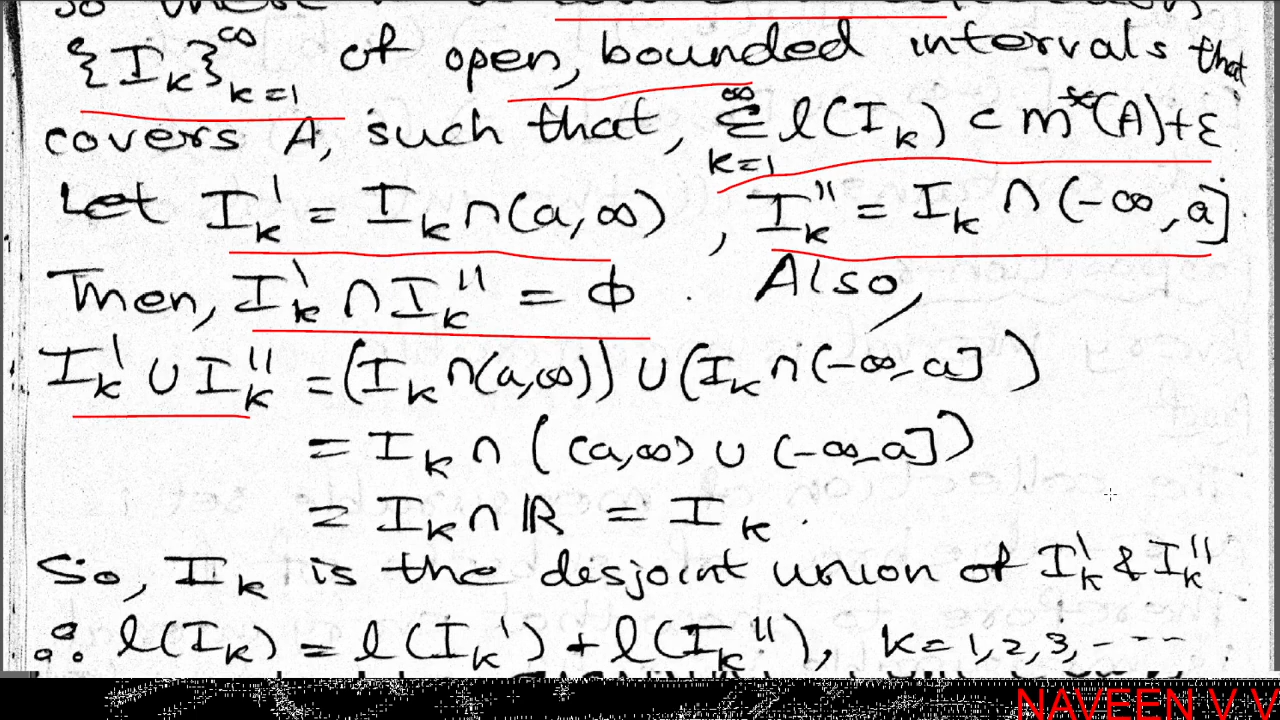 so there
{I_k}_{k=1}^∞ of open, bounded intervals that
covers A, such that, Σ_{k=1}^∞ l(I_k) < m*(A)+ε
Let I_k' = I_k ∩ (a,∞), I_k'' = I_k ∩ (-∞,a].
Then, I_k' ∩ I_k'' = ϕ. Also,
I_k' ∪ I_k'' = (I_k ∩ (a,∞)) ∪ (I_k ∩ (-∞,a])
= I_k ∩ ((a,∞) ∪ (-∞,a])
= I_k ∩ ℝ = I_k.
So, I_k is the disjoint union of I_k' & I_k''
∴ l(I_k) = l(I_k') + l(I_k''), k=1,2,3,----
NAVEEN.V.V